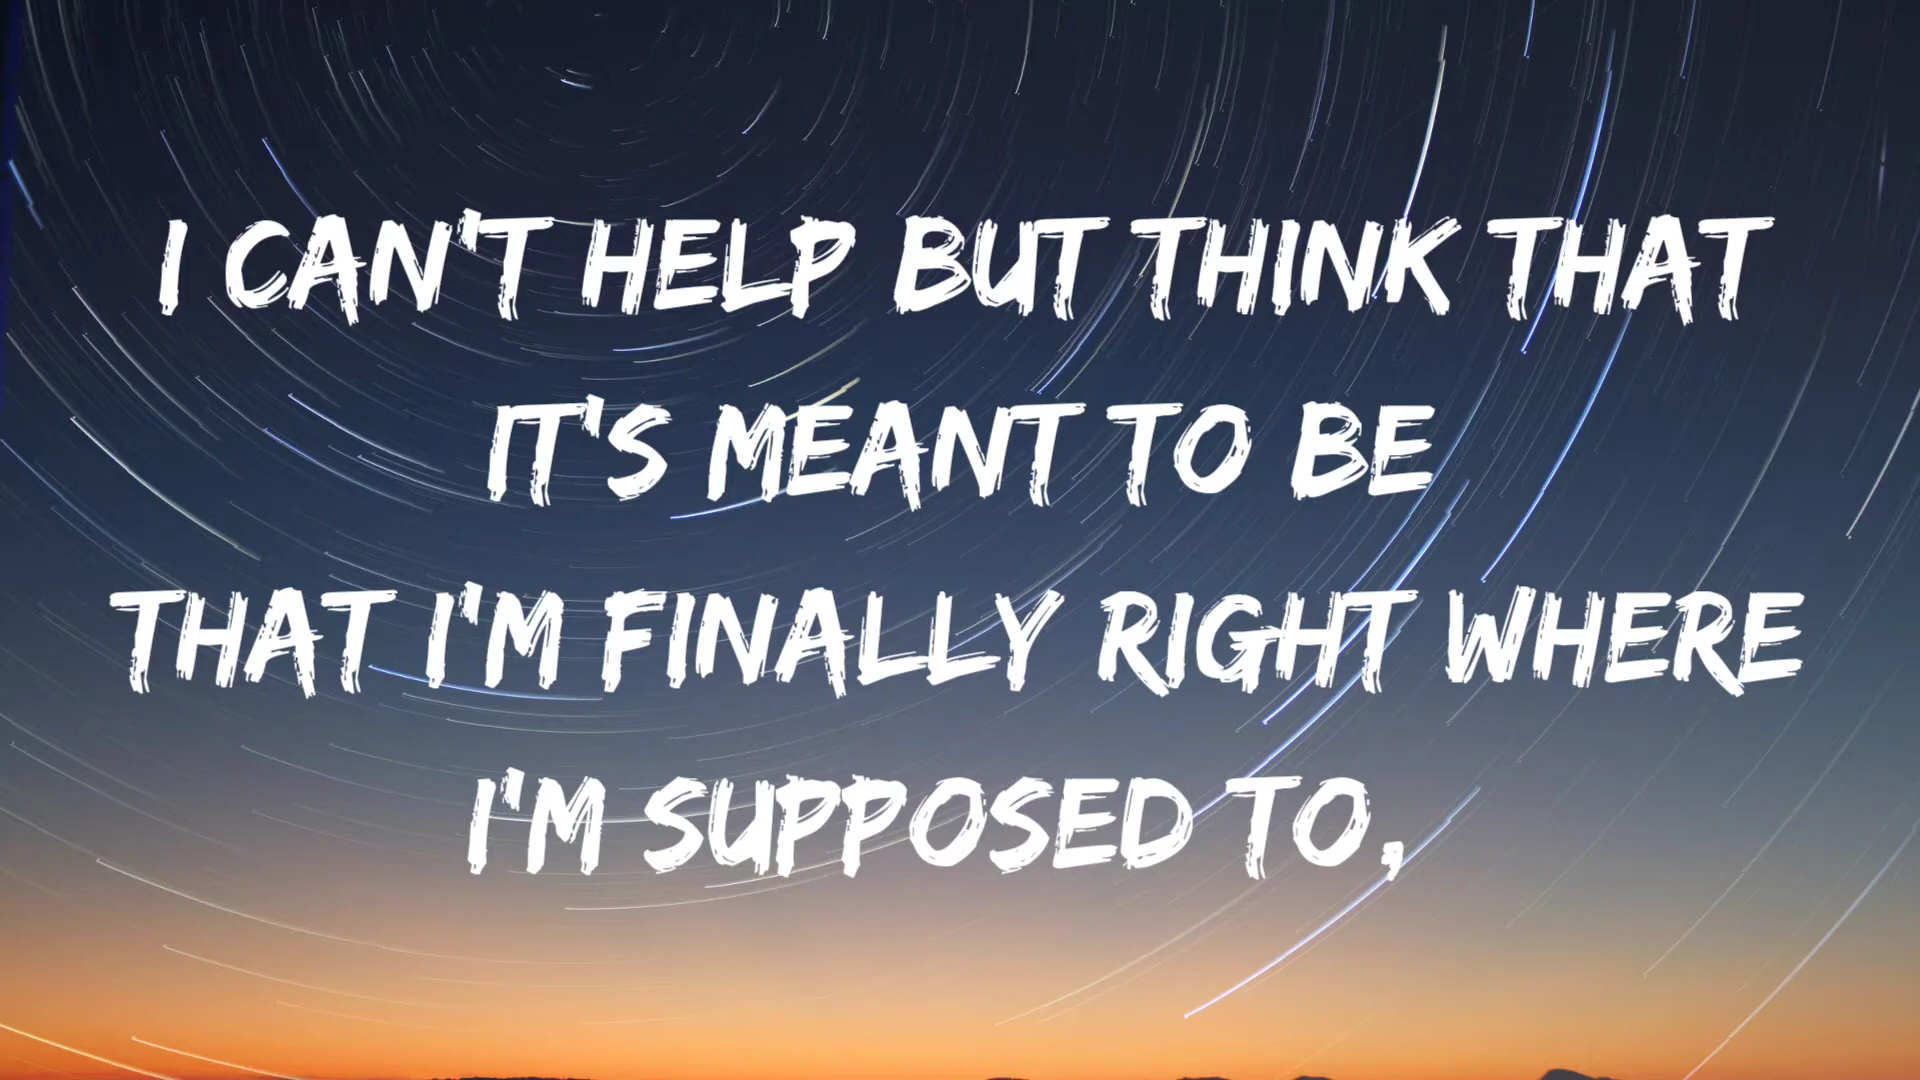 I CAN'T HELP BUT THINK THAT
IT'S MEANT TO BE
THAT I'M FINALLY RIGHT WHERE
I'M SUPPOSED TO,